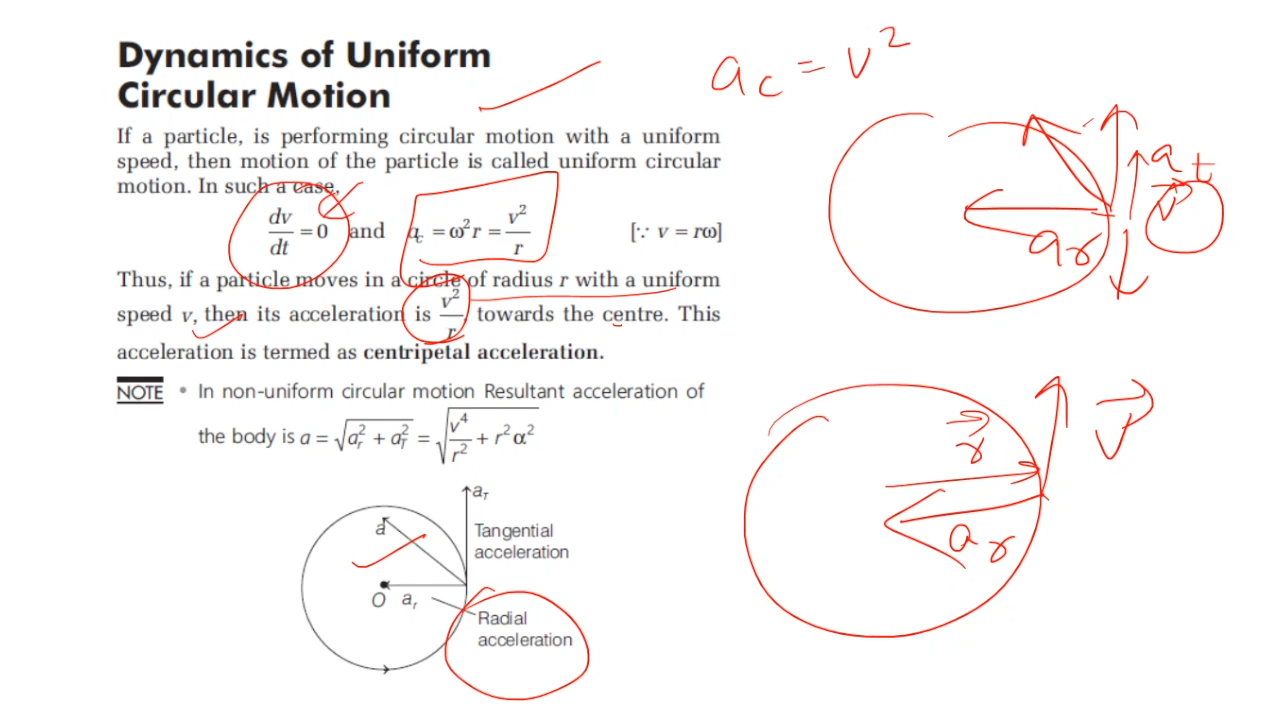 Dynamics of Uniform
Circular Motion
If a particle, is performing circular motion with a uniform
speed, then motion of the particle is called uniform circular
motion. In such a case,
dv/dt = 0 and a_c = ω²r = v²/r [∵ v = rω]
Thus, if a particle moves in a circle of radius r with a uniform
speed v, then its acceleration is v²/r, towards the centre. This
acceleration is termed as centripetal acceleration.
NOTE • In non-uniform circular motion Resultant acceleration of
the body is a = √(a_r² + a_T²) = √(v⁴/r² + r²α²)
a_T
Tangential
acceleration
a
O
a_r
Radial
acceleration
a_c = v²
a_t
v
a_r
r
v
a_r